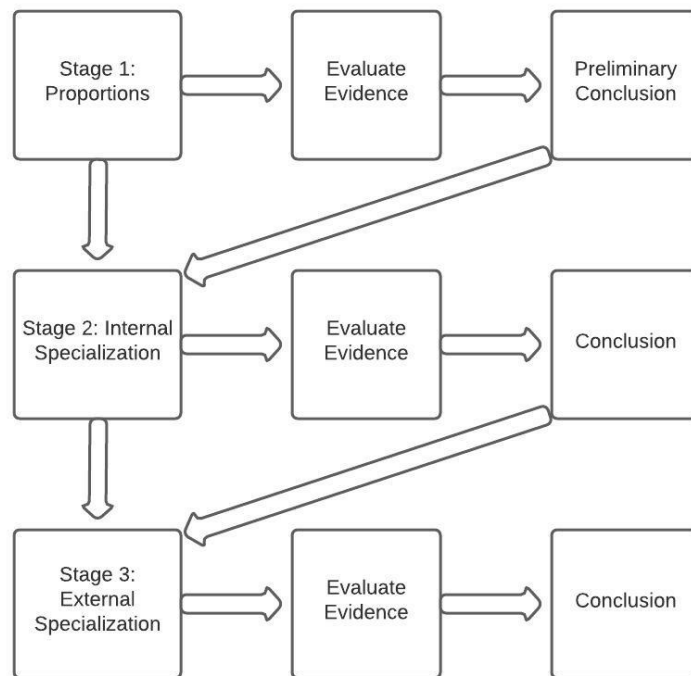 Stage 1:
Proportions
Evaluate
Evidence
Preliminary
Conclusion
Stage 2: Internal
Specialization
Evaluate
Evidence
Conclusion
Stage 3:
External
Specialization
Evaluate
Evidence
Conclusion